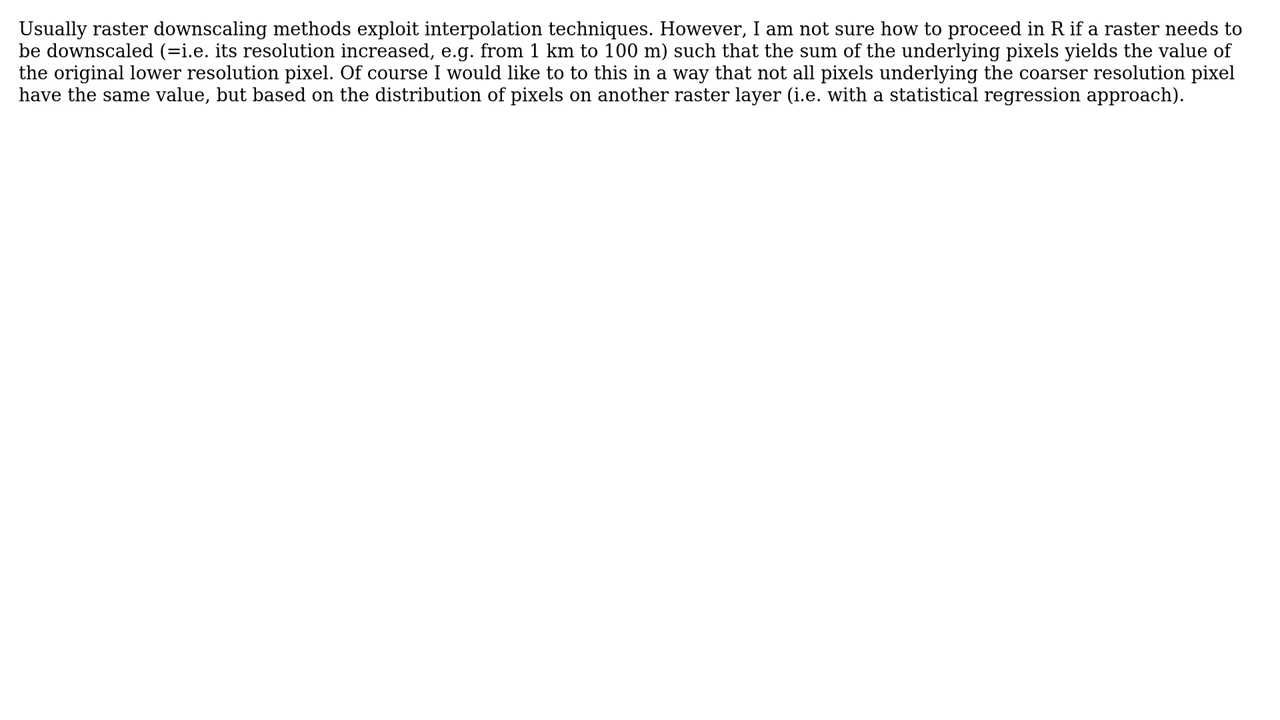 Usually raster downscaling methods exploit interpolation techniques. However, I am not sure how to proceed in R if a raster needs to
be downscaled (=i.e. its resolution increased, e.g. from 1 km to 100 m) such that the sum of the underlying pixels yields the value of
the original lower resolution pixel. Of course I would like to to this in a way that not all pixels underlying the coarser resolution pixel
have the same value, but based on the distribution of pixels on another raster layer (i.e. with a statistical regression approach).